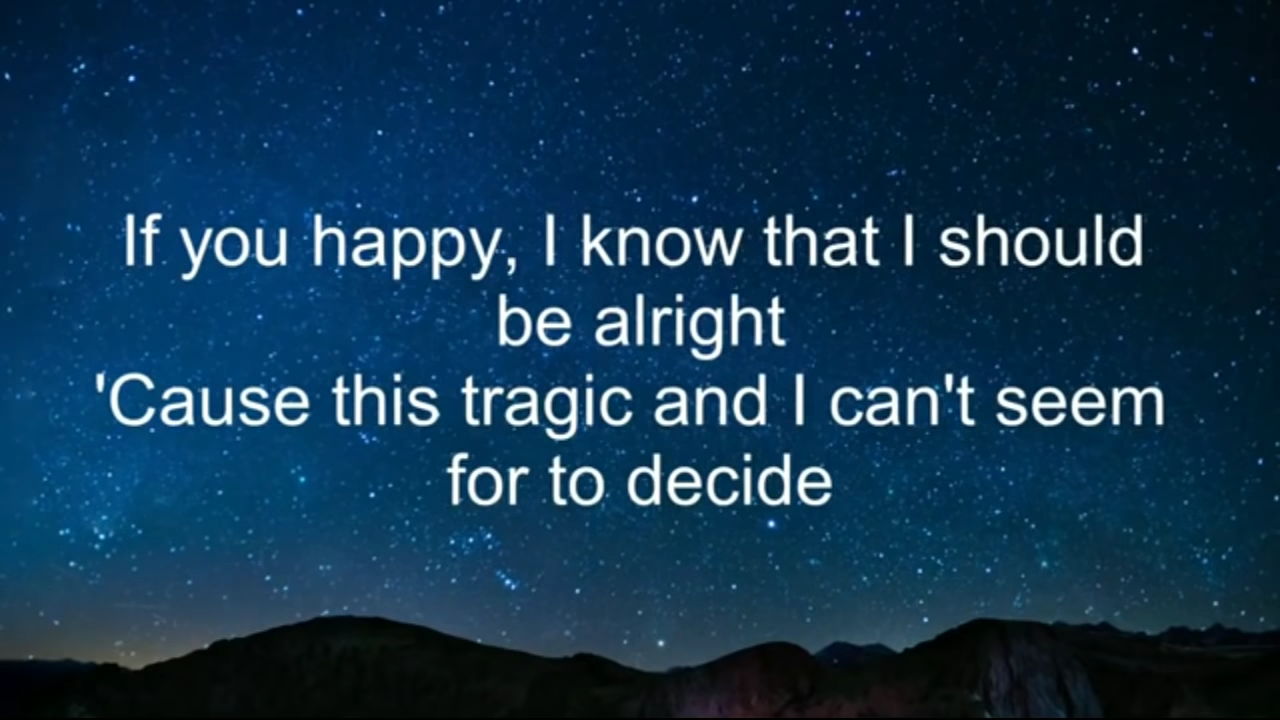 If you happy, I know that I should
be alright
'Cause this tragic and I can't seem
for to decide